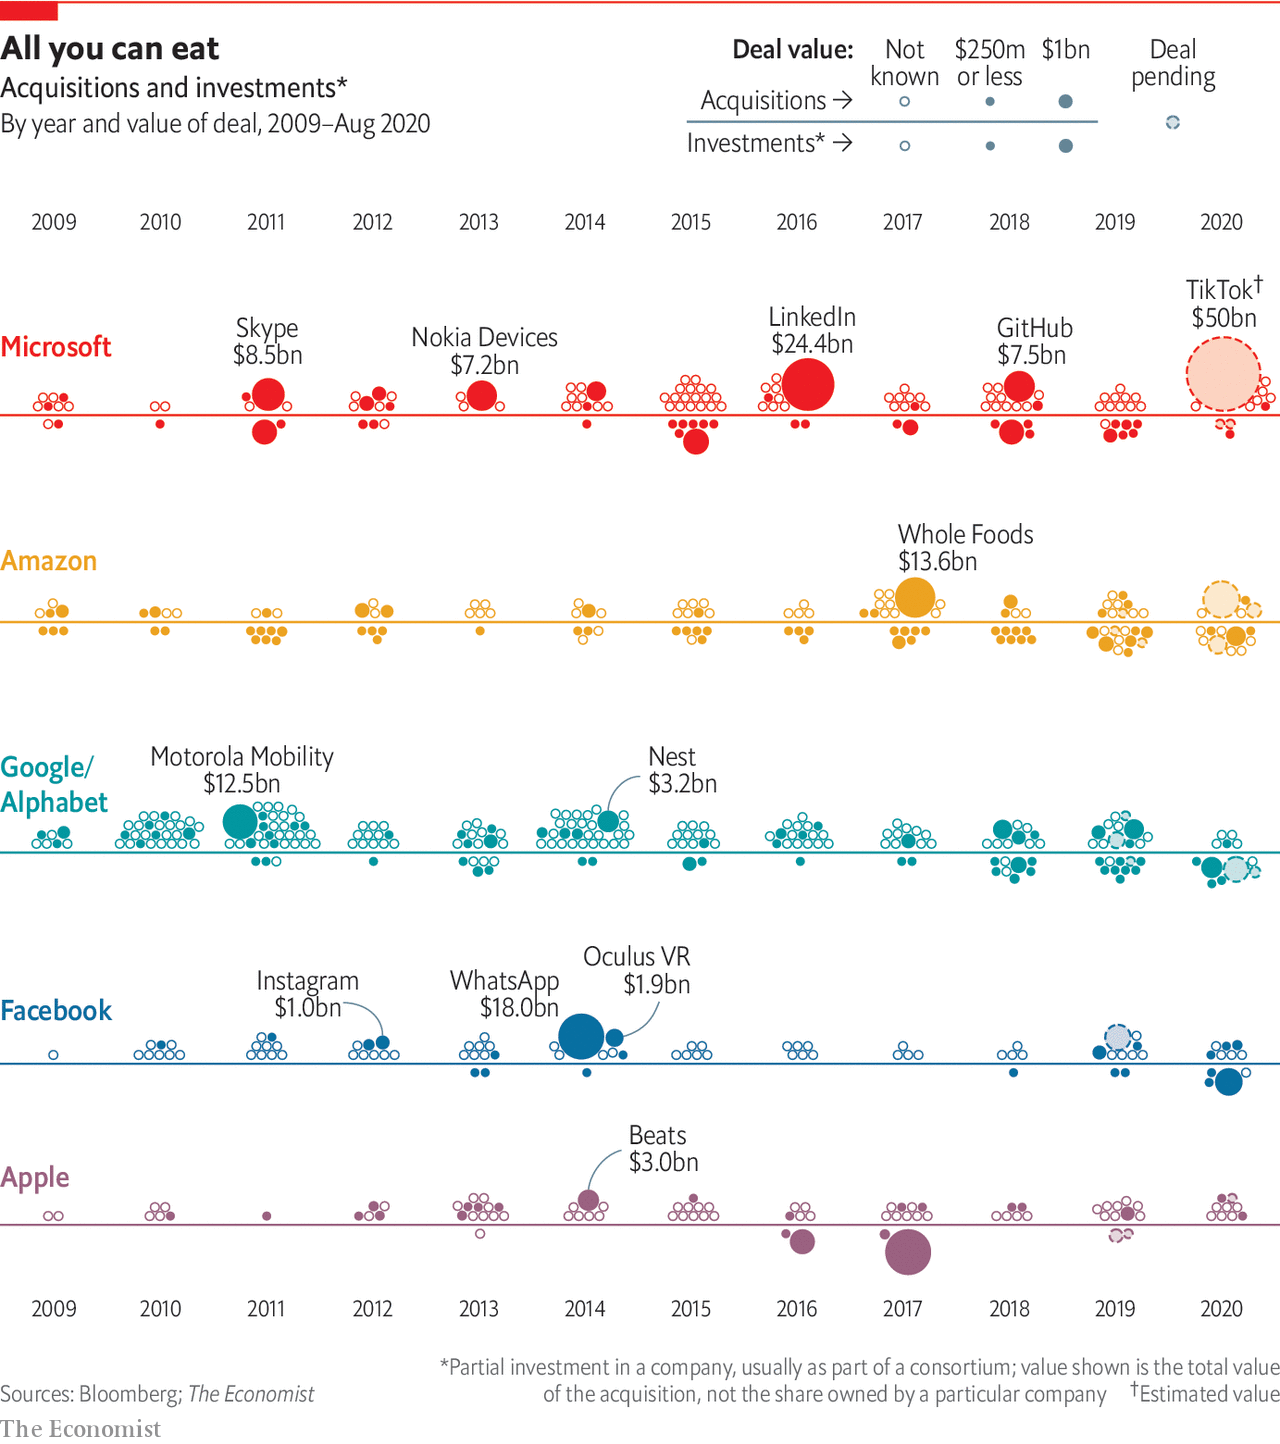 All you can eat
Acquisitions and investments*
By year and value of deal, 2009–Aug 2020
Deal value:
Not known
$250m or less
$1bn
Deal pending
Acquisitions →
Investments* →
2009 2010 2011 2012 2013 2014 2015 2016 2017 2018 2019 2020
Microsoft
Skype
$8.5bn
Nokia Devices
$7.2bn
LinkedIn
$24.4bn
GitHub
$7.5bn
TikTok†
$50bn
Amazon
Whole Foods
$13.6bn
Google/
Alphabet
Motorola Mobility
$12.5bn
Nest
$3.2bn
Facebook
Instagram
$1.0bn
WhatsApp
$18.0bn
Oculus VR
$1.9bn
Apple
Beats
$3.0bn
2009 2010 2011 2012 2013 2014 2015 2016 2017 2018 2019 2020
*Partial investment in a company, usually as part of a consortium; value shown is the total value
of the acquisition, not the share owned by a particular company †Estimated value
Sources: Bloomberg; The Economist
The Economist